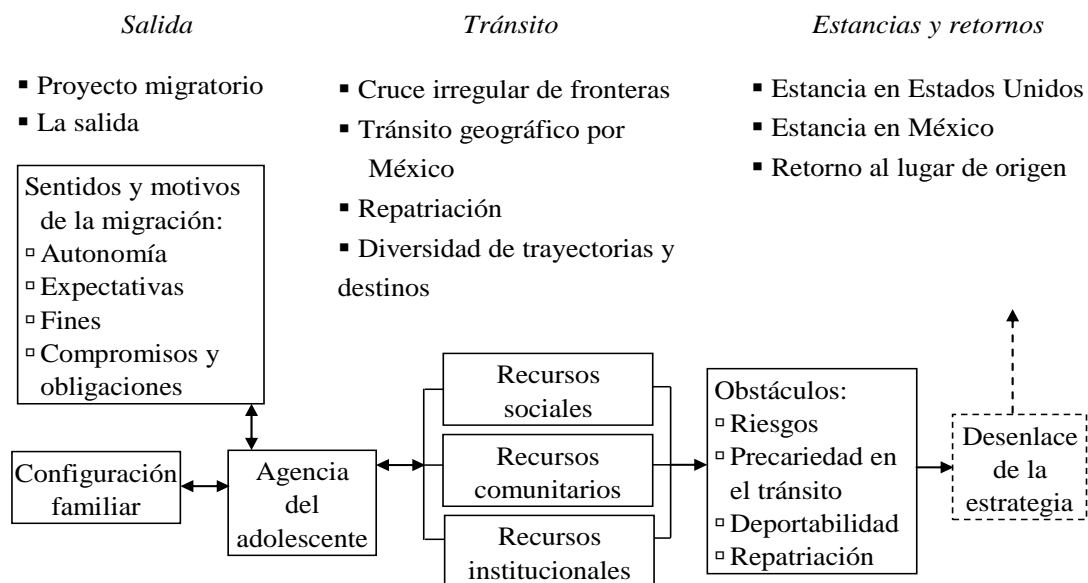 Salida
Tránsito
Estancias y retornos
▪ Proyecto migratorio
▪ La salida
▪ Cruce irregular de fronteras
▪ Tránsito geográfico por
México
▪ Repatriación
▪ Diversidad de trayectorias y
destinos
▪ Estancia en Estados Unidos
▪ Estancia en México
▪ Retorno al lugar de origen
Sentidos y motivos
de la migración:
▫ Autonomía
▫ Expectativas
▫ Fines
▫ Compromisos y
obligaciones
Configuración
familiar
Agencia
del
adolescente
Recursos
sociales
Recursos
comunitarios
Recursos
institucionales
Obstáculos:
▫ Riesgos
▫ Precariedad en
el tránsito
▫ Deportabilidad
▫ Repatriación
Desenlace
de la
estrategia